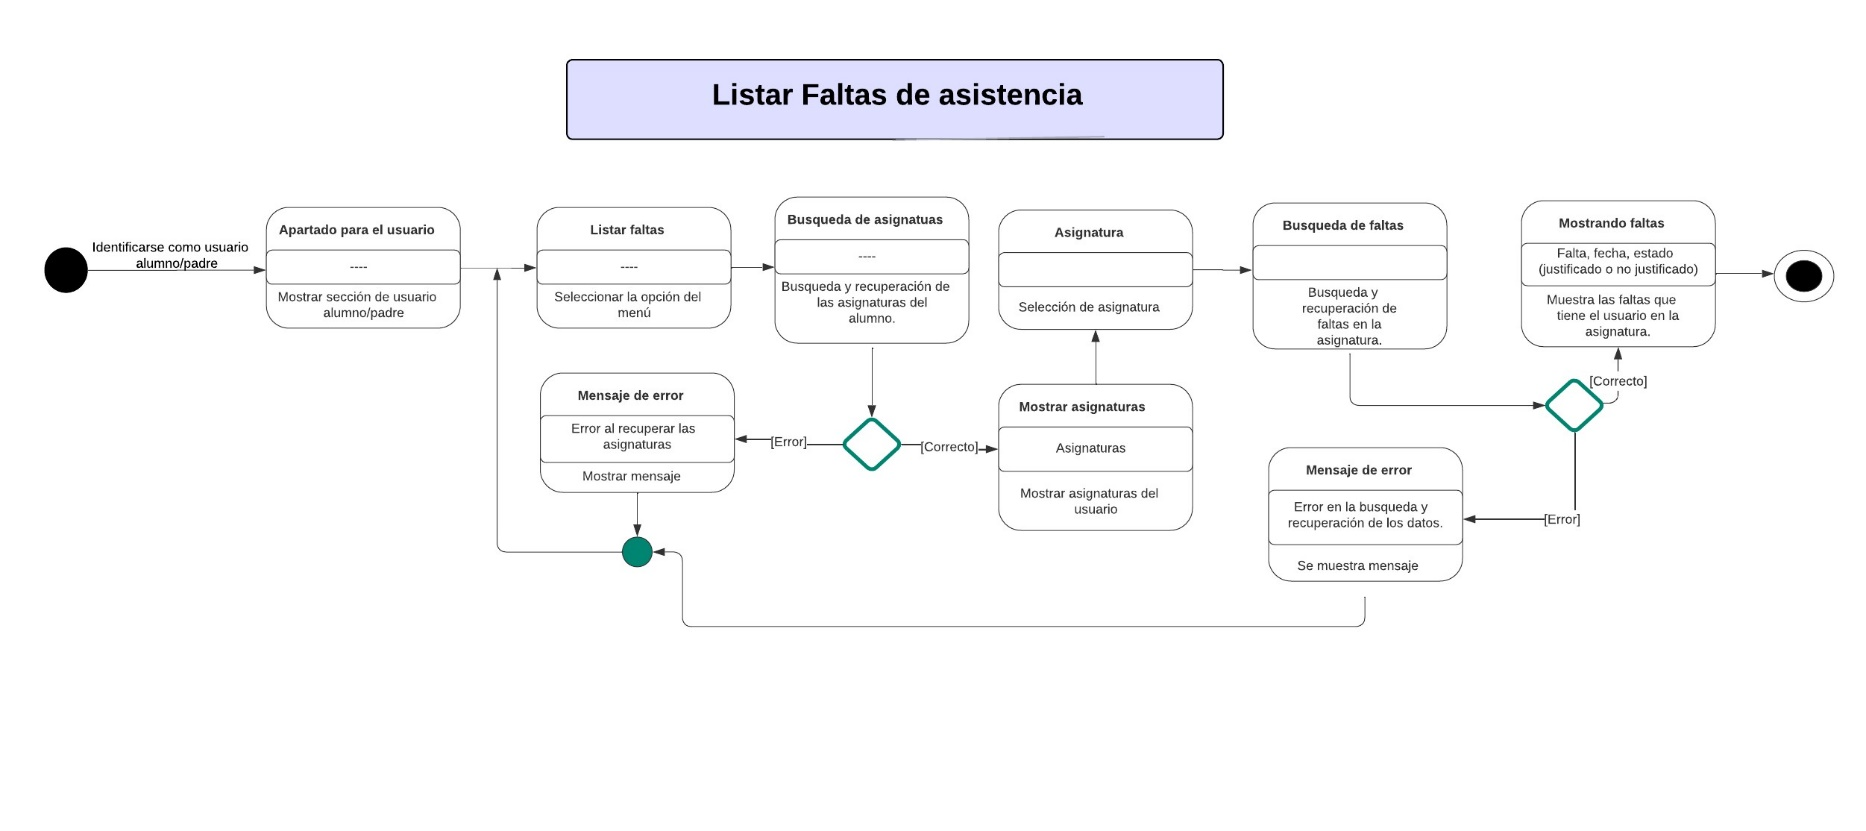 Listar Faltas de asistencia
Identificarse como usuario
alumno/padre
Apartado para el usuario
----
Mostrar sección de usuario
alumno/padre
Listar faltas
----
Seleccionar la opción del
menú
Busqueda de asignatuas
----
Busqueda y recuperación de
las asignaturas del
alumno.
Asignatura
Selección de asignatura
Busqueda de faltas
Busqueda y
recuperación de
faltas en la
asignatura.
Mostrando faltas
Falta, fecha, estado
(justificado o no justificado)
Muestra las faltas que
tiene el usuario en la
asignatura.
Mensaje de error
Error al recuperar las
asignaturas
Mostrar mensaje
[Error]
[Correcto]
Mostrar asignaturas
Asignaturas
Mostrar asignaturas del
usuario
[Correcto]
Mensaje de error
Error en la busqueda y
recuperación de los datos.
Se muestra mensaje
[Error]